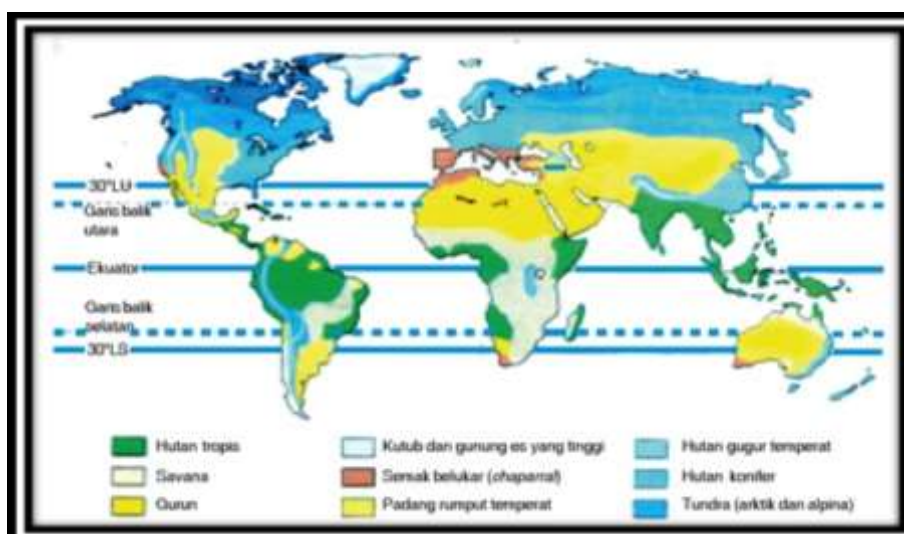 30°LU
Garis balik
utara
Ekuator
Garis balik
selatan
30°LS
Hutan tropis
Savana
Gurun
Kutub dan gunung es yang tinggi
Semak belukar (chaparral)
Padang rumput temperat
Hutan gugur temperat
Hutan konifer
Tundra (arktik dan alpina)